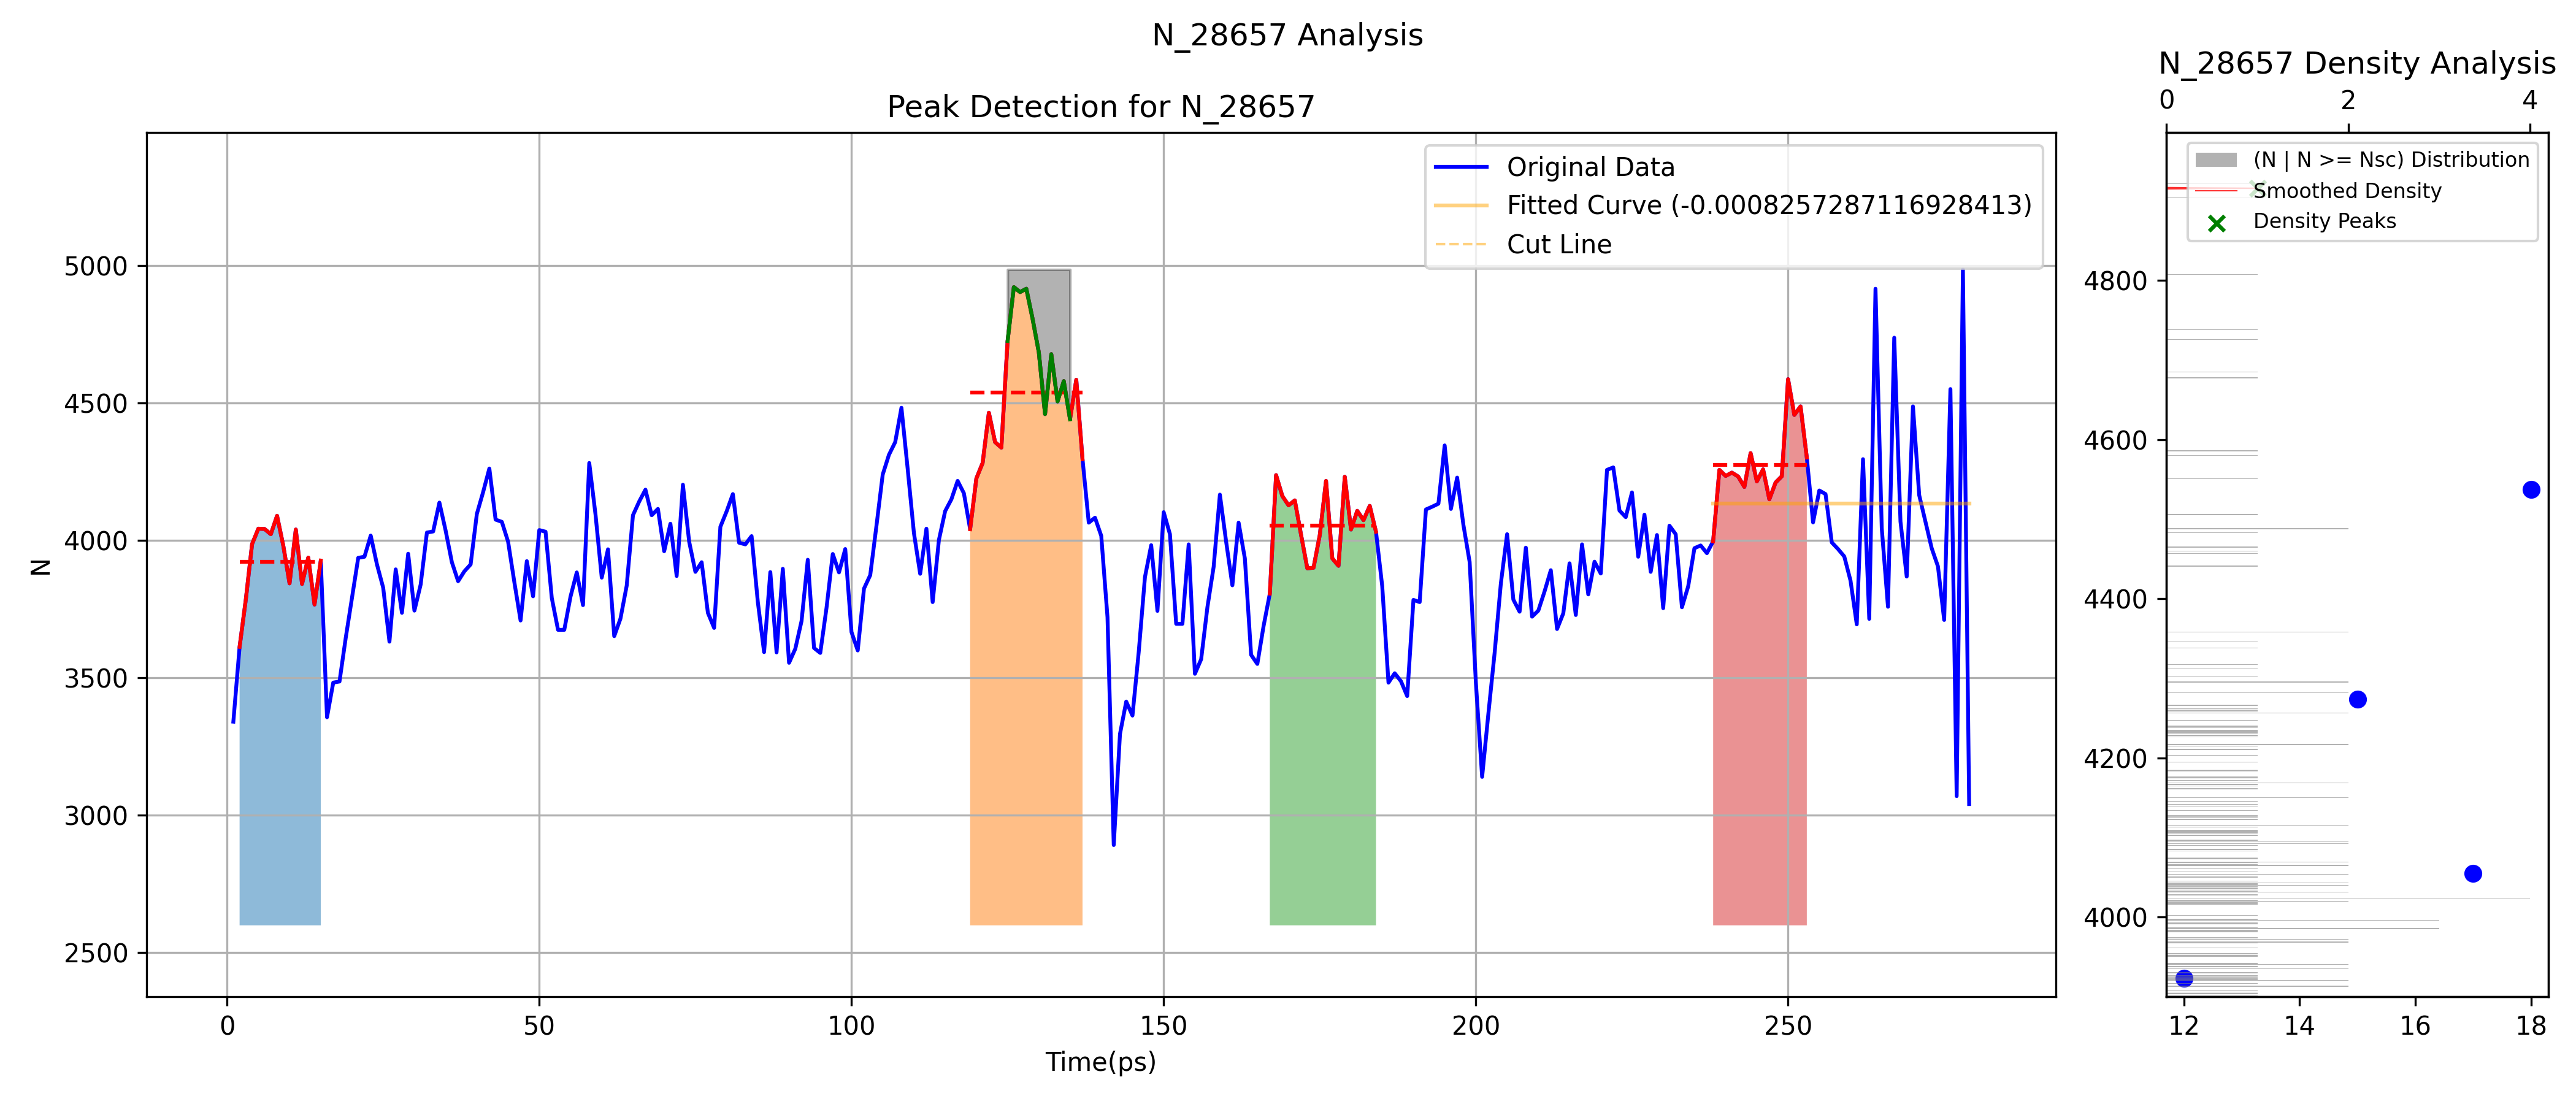 N_28657 Analysis
Peak Detection for N_28657
N_28657 Density Analysis
0 2 4
Original Data
Fitted Curve (-0.0008257287116928413)
Cut Line
(N | N >= Nsc) Distribution
Smoothed Density
Density Peaks
5000
4500
4000
3500
3000
2500
N
0 50 100 150 200 250
Time(ps)
4800
4600
4400
4200
4000
12 14 16 18